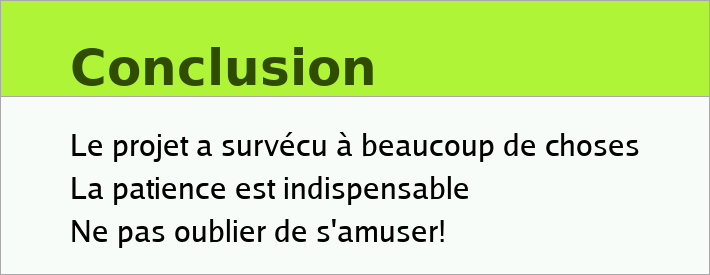 Conclusion
Le projet a survécu à beaucoup de choses
La patience est indispensable
Ne pas oublier de s'amuser!